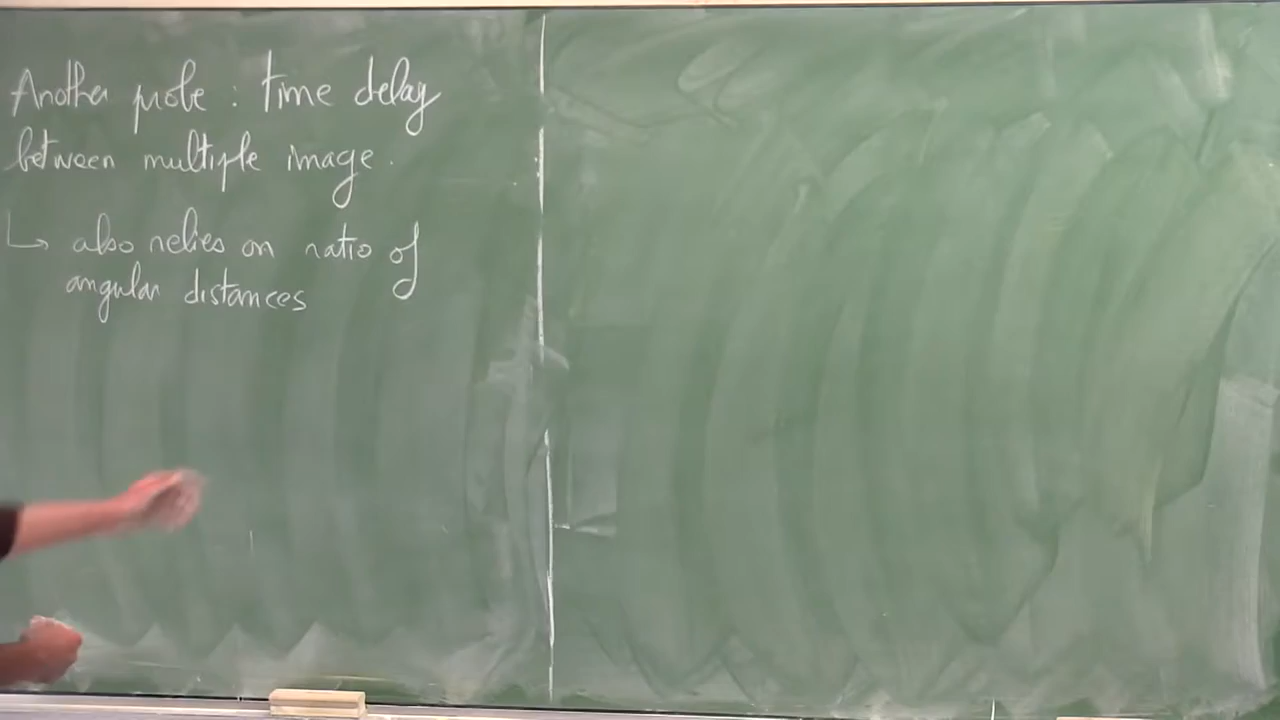 Another probe : time delay
between multiple image.
↳ also relies on ratio of
angular distances